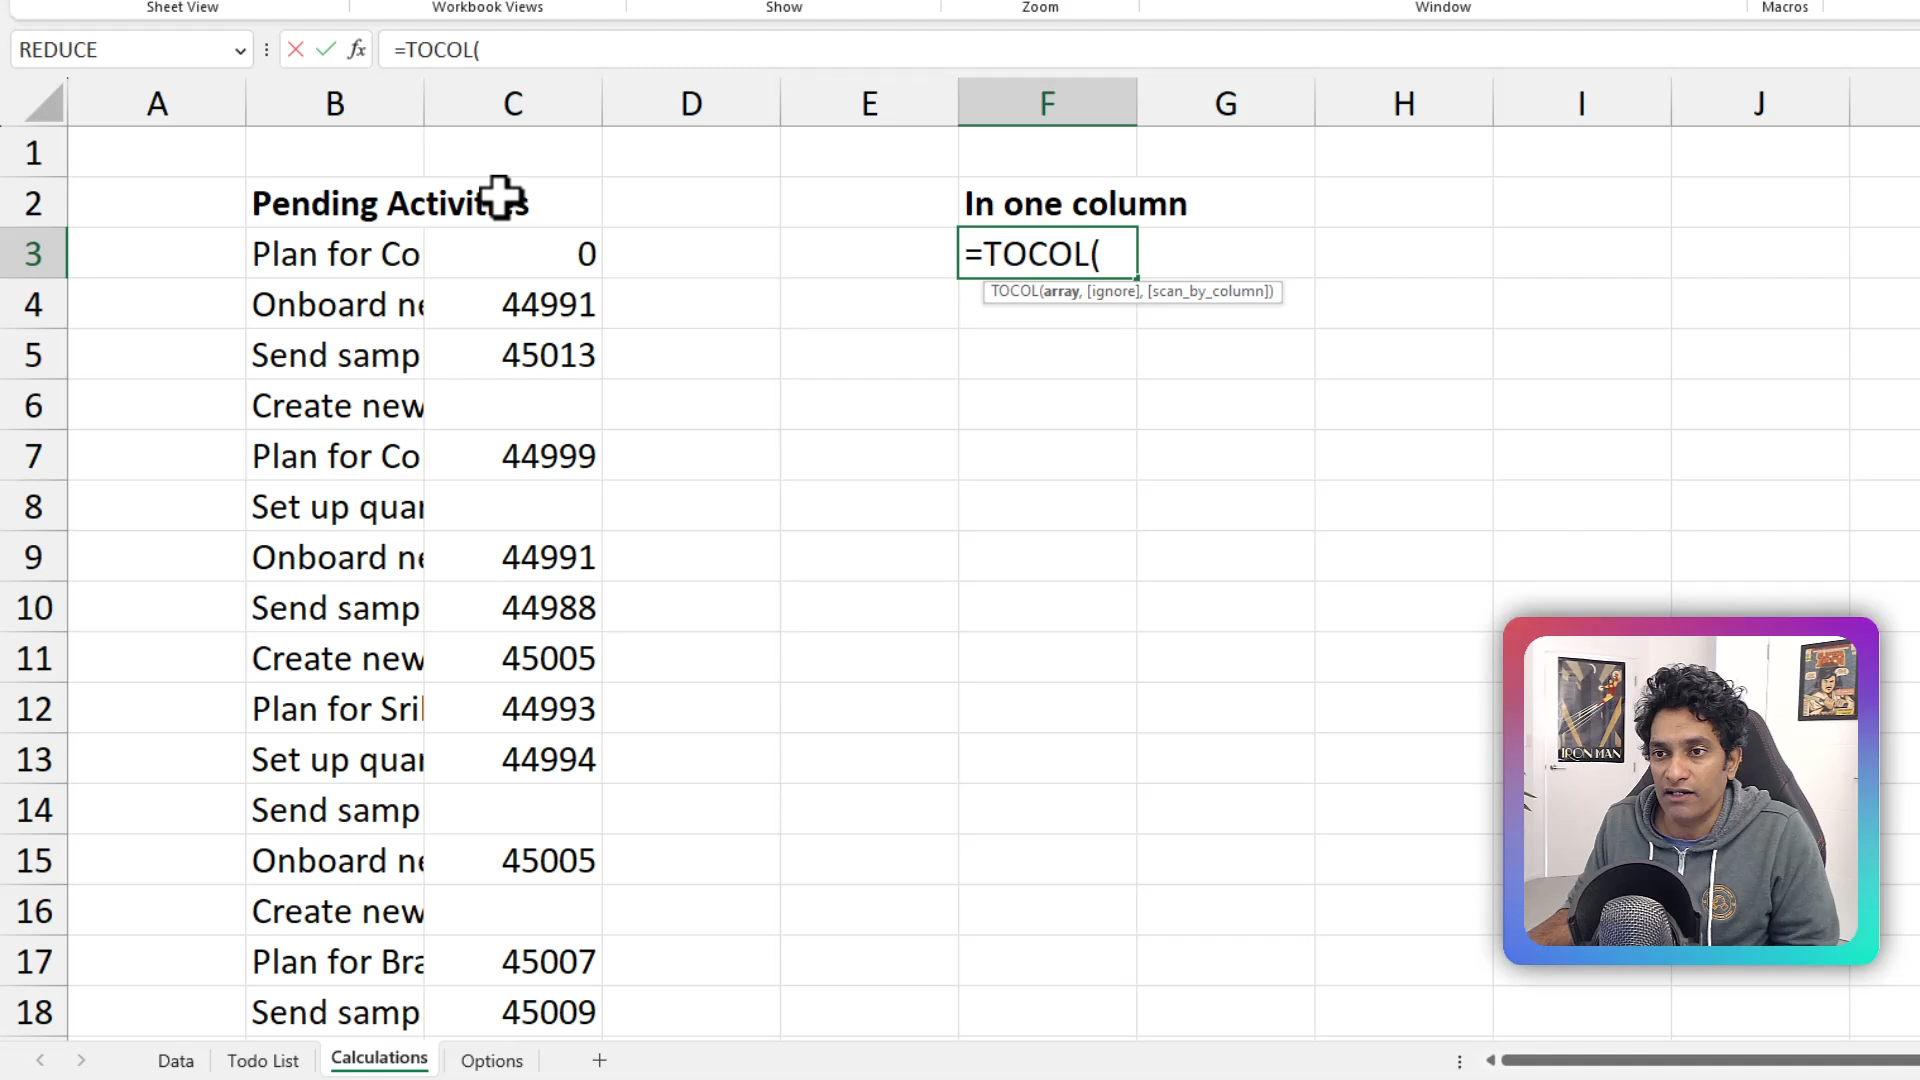 Sheet View Workbook Views Show Zoom Window Macros
REDUCE fx =TOCOL(
A B C D E F G H I J
1
2 Pending Activities In one column
3 Plan for Co 0 =TOCOL(
TOCOL(array, [ignore], [scan_by_column])
4 Onboard ne 44991
5 Send samp 45013
6 Create new
7 Plan for Co 44999
8 Set up quar
9 Onboard ne 44991
10 Send samp 44988
11 Create new 45005
12 Plan for Sri 44993
13 Set up quar 44994
14 Send samp
15 Onboard ne 45005
16 Create new
17 Plan for Bra 45007
18 Send samp 45009
IRON MAN
Data Todo List Calculations Options +